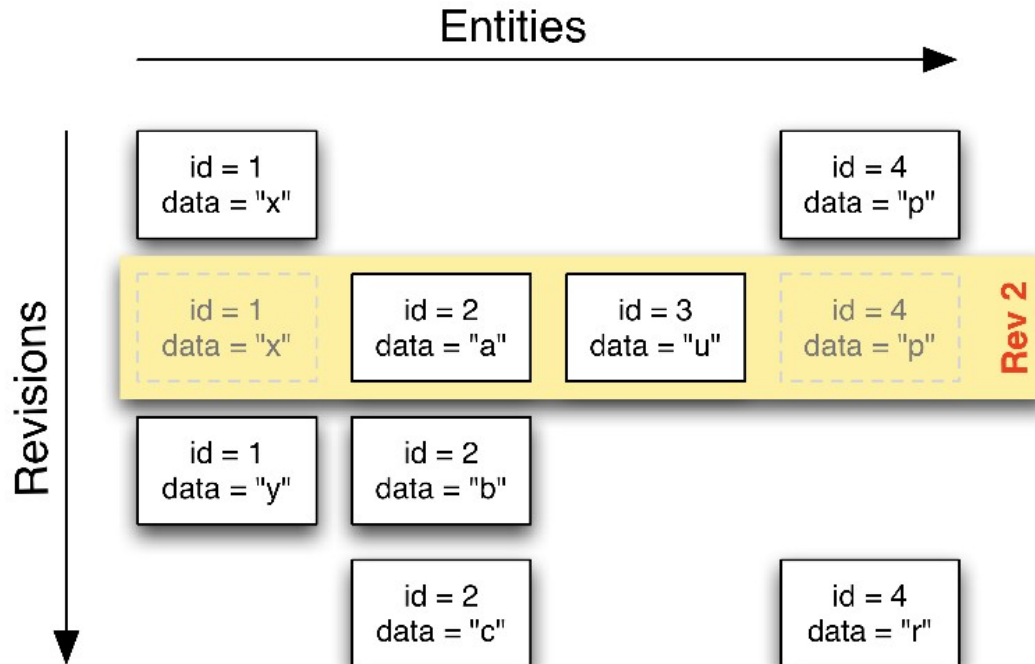 Entities
Revisions
id = 1
data = "x"
id = 4
data = "p"
id = 1
data = "x"
id = 2
data = "a"
id = 3
data = "u"
id = 4
data = "p"
Rev 2
id = 1
data = "y"
id = 2
data = "b"
id = 2
data = "c"
id = 4
data = "r"